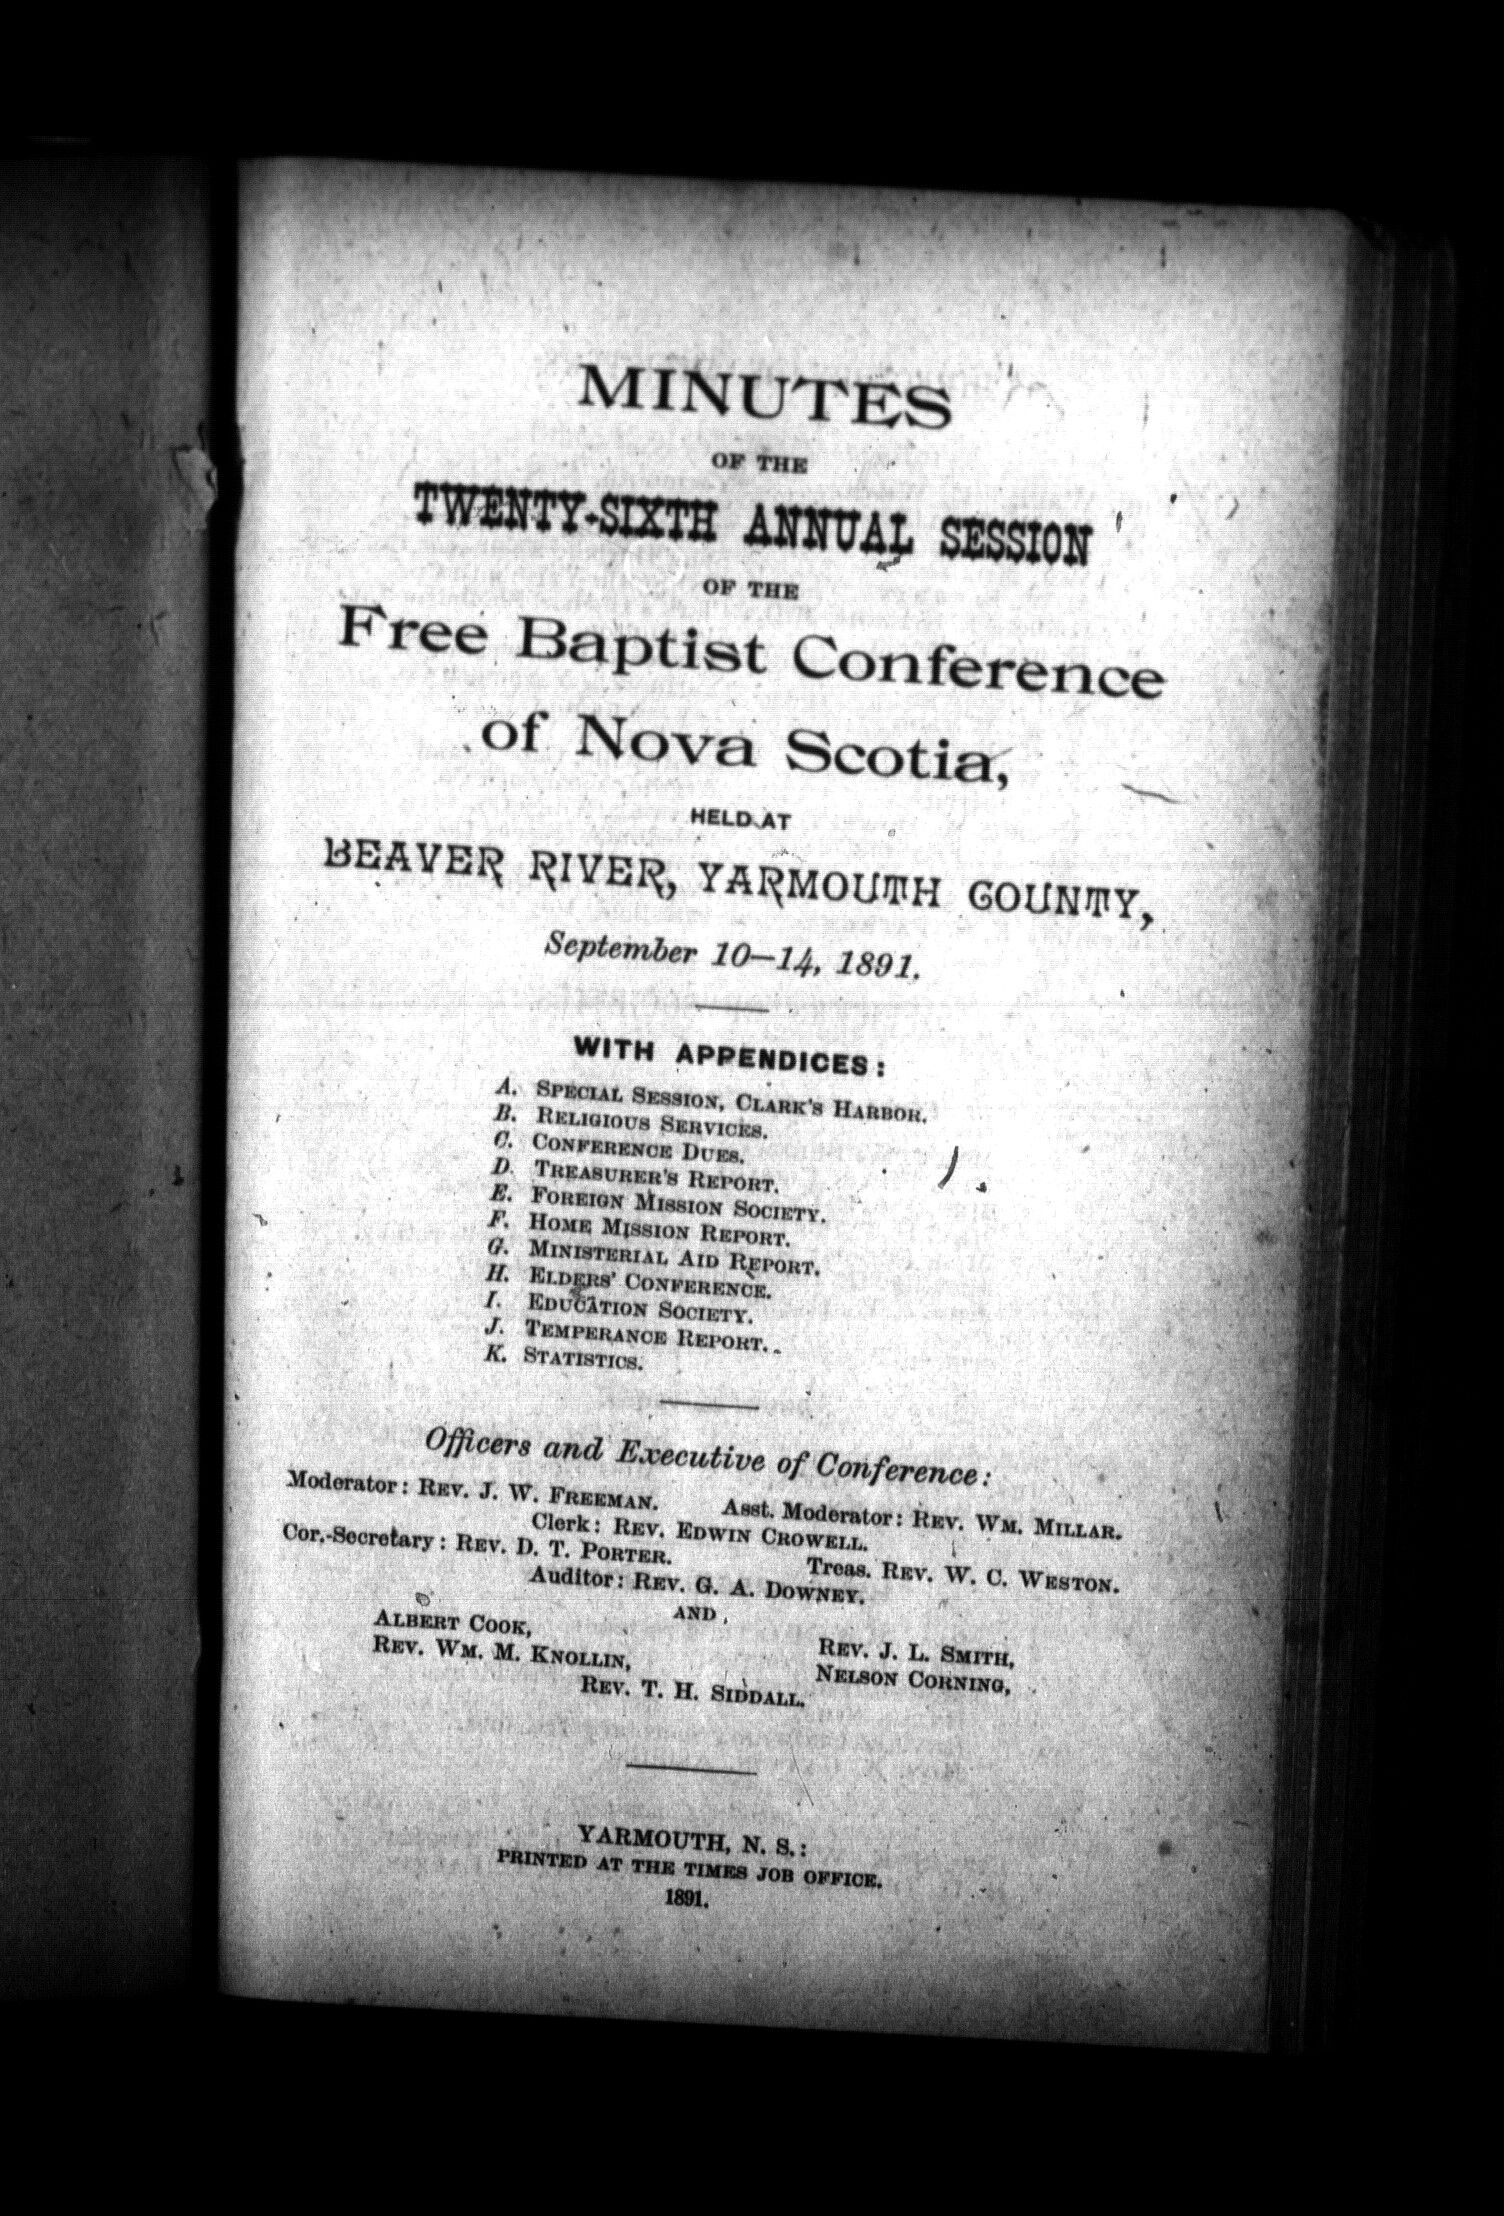 MINUTES
OF THE
TWENTY-SIXTH ANNUAL SESSION
OF THE
Free Baptist Conference
of Nova Scotia,
HELD AT
BEAVER RIVER, YARMOUTH COUNTY,
September 10–14, 1891.
WITH APPENDICES:
A. SPECIAL SESSION, CLARK'S HARBOR.
B. RELIGIOUS SERVICES.
C. CONFERENCE DUES.
D. TREASURER'S REPORT.
E. FOREIGN MISSION SOCIETY.
F. HOME MISSION REPORT.
G. MINISTERIAL AID REPORT.
H. ELDERS' CONFERENCE.
I. EDUCATION SOCIETY.
J. TEMPERANCE REPORT.
K. STATISTICS.
Officers and Executive of Conference:
Moderator: REV. J. W. FREEMAN. Asst. Moderator: REV. WM. MILLAR.
Clerk: REV. EDWIN CROWELL.
Cor.-Secretary: REV. D. T. PORTER. Treas. REV. W. C. WESTON.
Auditor: REV. G. A. DOWNEY.
AND
ALBERT COOK, REV. J. L. SMITH,
REV. WM. M. KNOLLIN, NELSON CORNING,
REV. T. H. SIDDALL.
YARMOUTH, N. S.:
PRINTED AT THE TIMES JOB OFFICE.
1891.